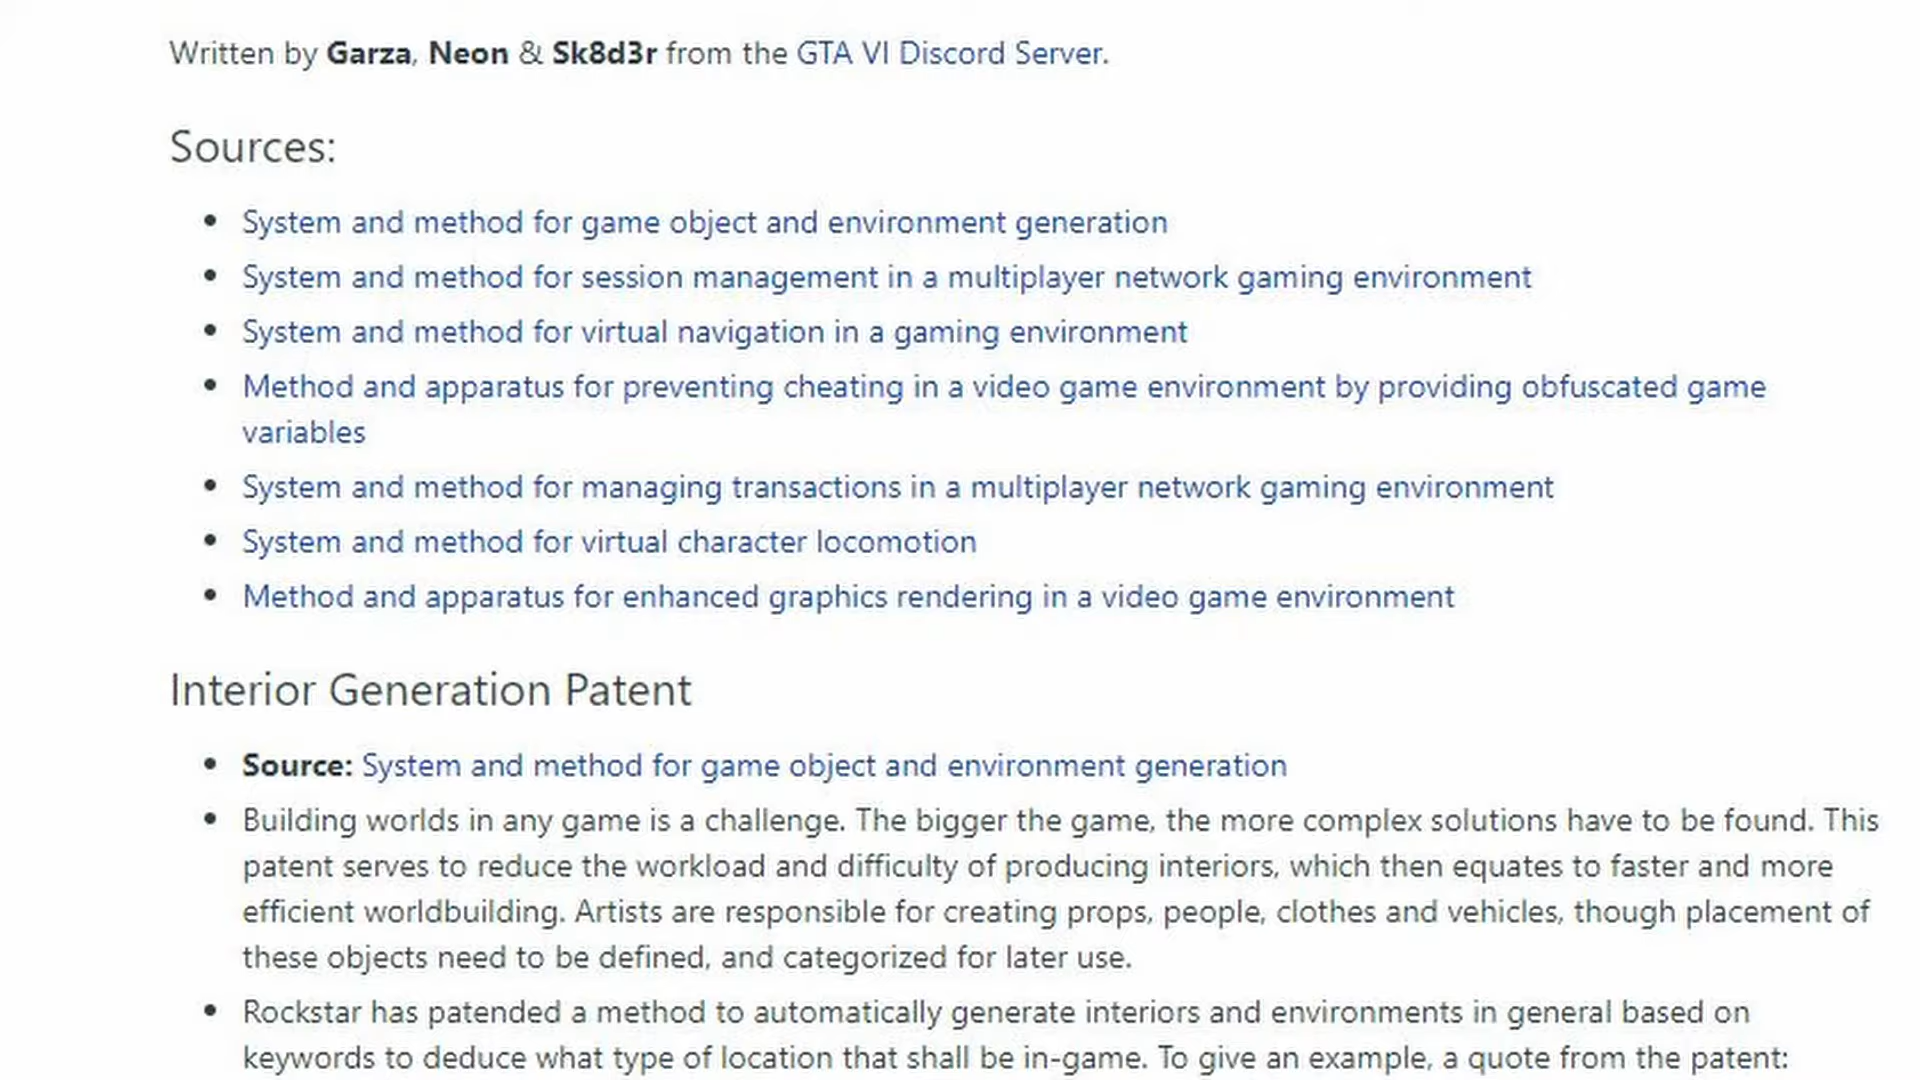 Written by Garza, Neon & Sk8d3r from the GTA VI Discord Server.
Sources:
• System and method for game object and environment generation
• System and method for session management in a multiplayer network gaming environment
• System and method for virtual navigation in a gaming environment
• Method and apparatus for preventing cheating in a video game environment by providing obfuscated game
variables
• System and method for managing transactions in a multiplayer network gaming environment
• System and method for virtual character locomotion
• Method and apparatus for enhanced graphics rendering in a video game environment
Interior Generation Patent
• Source: System and method for game object and environment generation
• Building worlds in any game is a challenge. The bigger the game, the more complex solutions have to be found. This
patent serves to reduce the workload and difficulty of producing interiors, which then equates to faster and more
efficient worldbuilding. Artists are responsible for creating props, people, clothes and vehicles, though placement of
these objects need to be defined, and categorized for later use.
• Rockstar has patented a method to automatically generate interiors and environments in general based on
keywords to deduce what type of location that shall be in-game. To give an example, a quote from the patent: